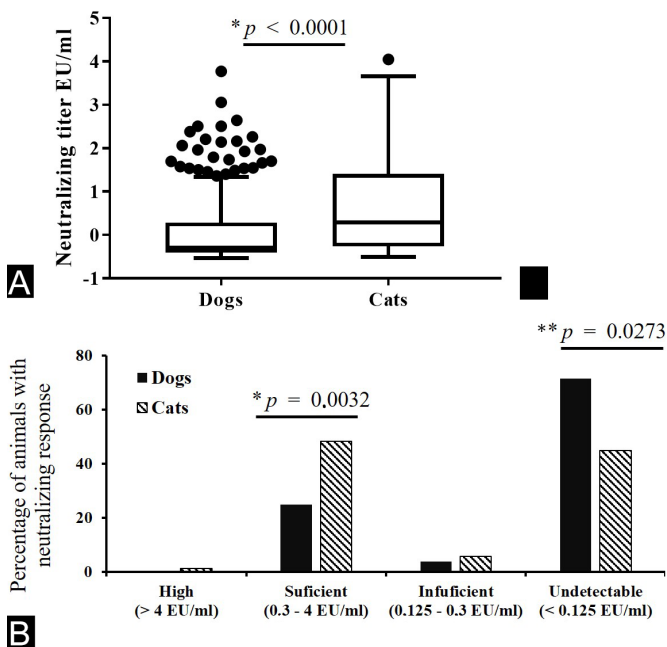 * p < 0.0001
Neutralizing titer EU/ml
5
4
3
2
1
0
-1
Dogs Cats
A
** p = 0.0273
Percentage of animals with
neutralizing response
80
60
40
20
0
Dogs
Cats
* p = 0.0032
High Suficient Infuficient Undetectable
(> 4 EU/ml) (0.3 - 4 EU/ml) (0.125 - 0.3 EU/ml) (< 0.125 EU/ml)
B